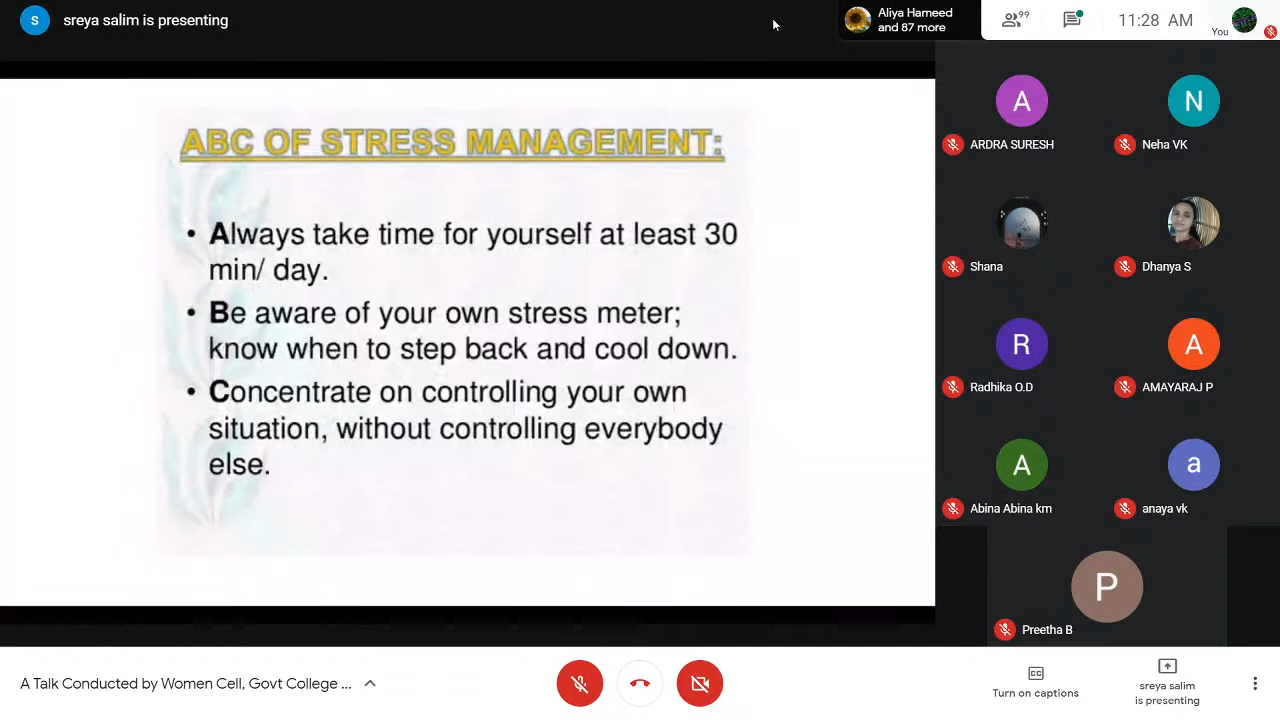 S
sreya salim is presenting
Aliya Hameed
and 87 more
99
11:28 AM
You
ABC OF STRESS MANAGEMENT:
• Always take time for yourself at least 30
min/ day.
• Be aware of your own stress meter;
know when to step back and cool down.
• Concentrate on controlling your own
situation, without controlling everybody
else.
A
ARDRA SURESH
N
Neha VK
Shana
Dhanya S
R
Radhika O.D
A
AMAYARAJ P
A
Abina Abina km
a
anaya vk
P
Preetha B
A Talk Conducted by Women Cell, Govt College ...
Turn on captions
sreya salim
is presenting